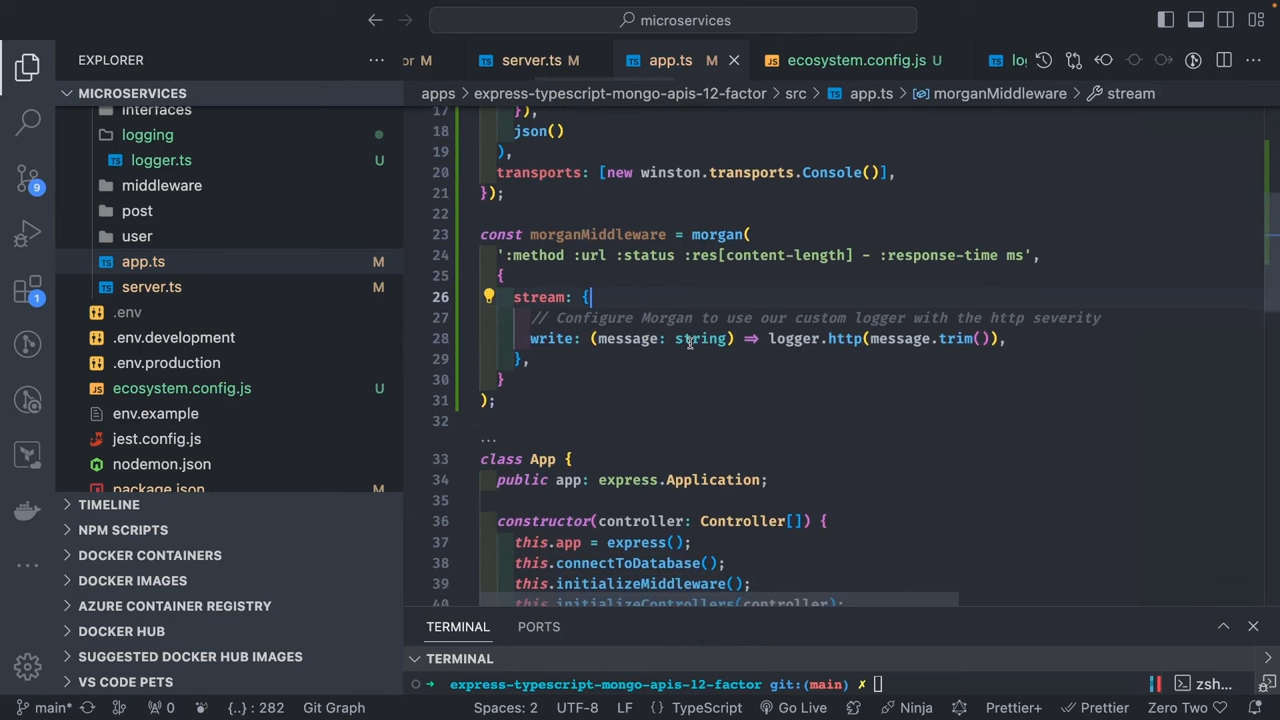 microservices
EXPLORER
or M
server.ts M
app.ts M
ecosystem.config.js U
MICROSERVICES
apps > express-typescript-mongo-apis-12-factor > src > app.ts > morganMiddleware > stream
interfaces
logging
logger.ts U
middleware
post
user
app.ts M
server.ts M
.env
.env.development
.env.production
ecosystem.config.js U
env.example
jest.config.js
nodemon.json
package.json M
TIMELINE
NPM SCRIPTS
DOCKER CONTAINERS
DOCKER IMAGES
AZURE CONTAINER REGISTRY
DOCKER HUB
SUGGESTED DOCKER HUB IMAGES
VS CODE PETS
9
1
17 }),
18 json()
19 ),
20 transports: [new winston.transports.Console()],
21 });
22
23 const morganMiddleware = morgan(
24 ':method :url :status :res[content-length] - :response-time ms',
25 {
26 stream: {
27 // Configure Morgan to use our custom logger with the http severity
28 write: (message: string) => logger.http(message.trim()),
29 },
30 }
31 );
32
...
33 class App {
34 public app: express.Application;
35
36 constructor(controller: Controller[]) {
37 this.app = express();
38 this.connectToDatabase();
39 this.initializeMiddleware();
40 this.initializeControllers(controller);
TERMINAL
PORTS
TERMINAL
express-typescript-mongo-apis-12-factor git:(main) ✗
zsh...
main*
0
{..} : 282
Git Graph
Spaces: 2
UTF-8
LF
{} TypeScript
Go Live
Ninja
Prettier+
Prettier
Zero Two